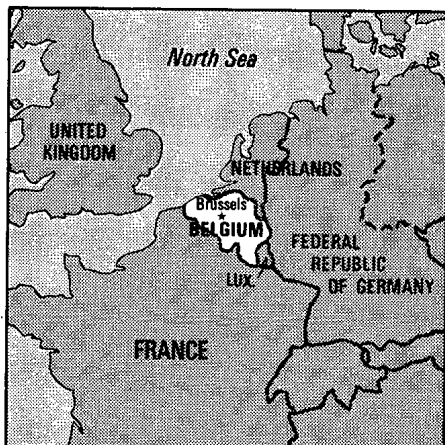 North Sea
UNITED
KINGDOM
NETHERLANDS
Brussels
BELGIUM
FEDERAL
REPUBLIC
OF GERMANY
LUX.
FRANCE